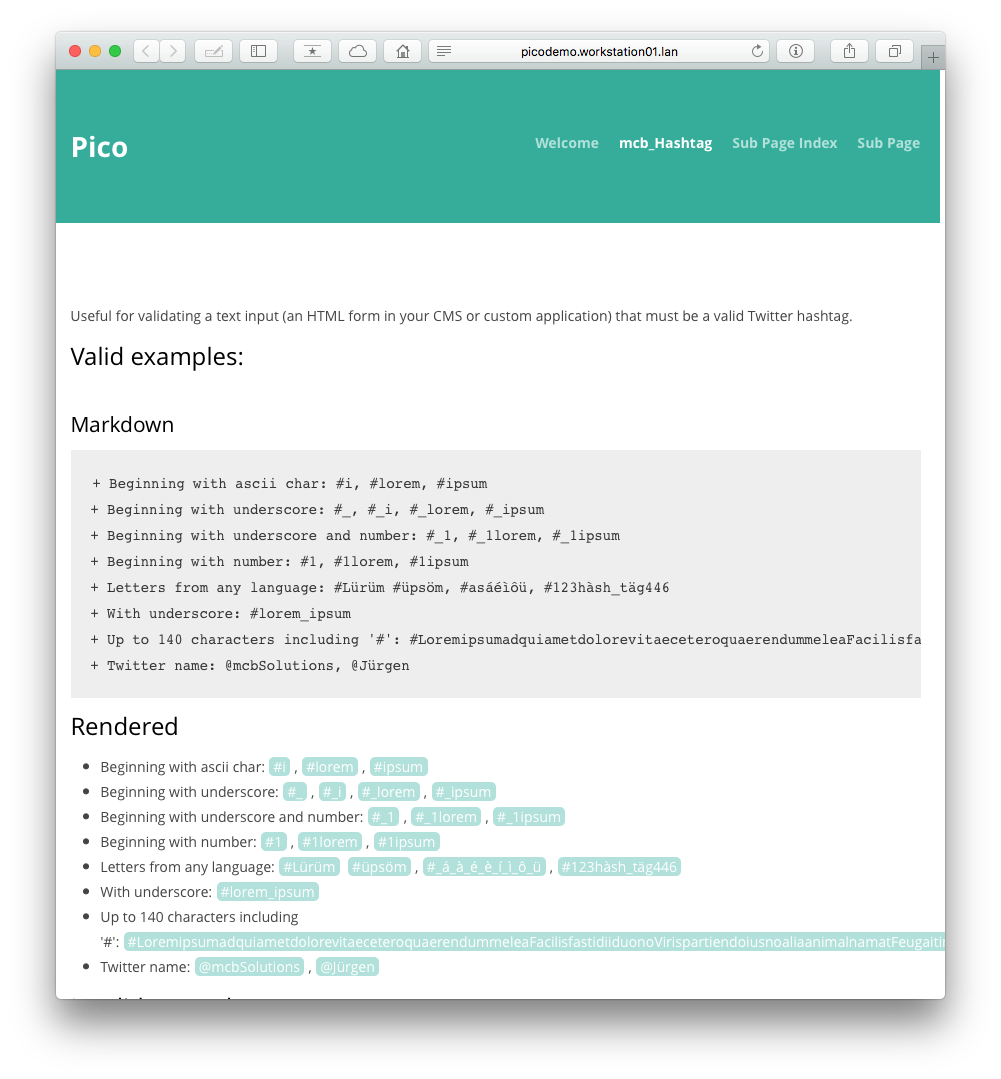 picodemo.workstation01.lan
Pico
Welcome mcb_Hashtag Sub Page Index Sub Page
Useful for validating a text input (an HTML form in your CMS or custom application) that must be a valid Twitter hashtag.
Valid examples:
Markdown
+ Beginning with ascii char: #i, #lorem, #ipsum
+ Beginning with underscore: #_, #_i, #_lorem, #_ipsum
+ Beginning with underscore and number: #_1, #_1lorem, #_1ipsum
+ Beginning with number: #1, #1lorem, #1ipsum
+ Letters from any language: #Lürüm #üpsöm, #asáéìôü, #123hàsh_täg446
+ With underscore: #lorem_ipsum
+ Up to 140 characters including '#': #LoremipsumadquiametdolorevitaeceteroquaerendummeleaFacilisfa
+ Twitter name: @mcbSolutions, @Jürgen
Rendered
Beginning with ascii char: #i , #lorem , #ipsum
Beginning with underscore: #_ , #_i , #_lorem , #_ipsum
Beginning with underscore and number: #_1 , #_1lorem , #_1ipsum
Beginning with number: #1 , #1lorem , #1ipsum
Letters from any language: #Lürüm #üpsöm , #_á_à_é_è_í_ì_ô_ü , #123hàsh_täg446
With underscore: #lorem_ipsum
Up to 140 characters including
'#': #LoremipsumadquiametdolorevitaeceteroquaerendummeleaFacilisfastidiiduonoVirispartiendoiusnoaliaanimalnamatFeugaitin
Twitter name: @mcbSolutions , @Jürgen